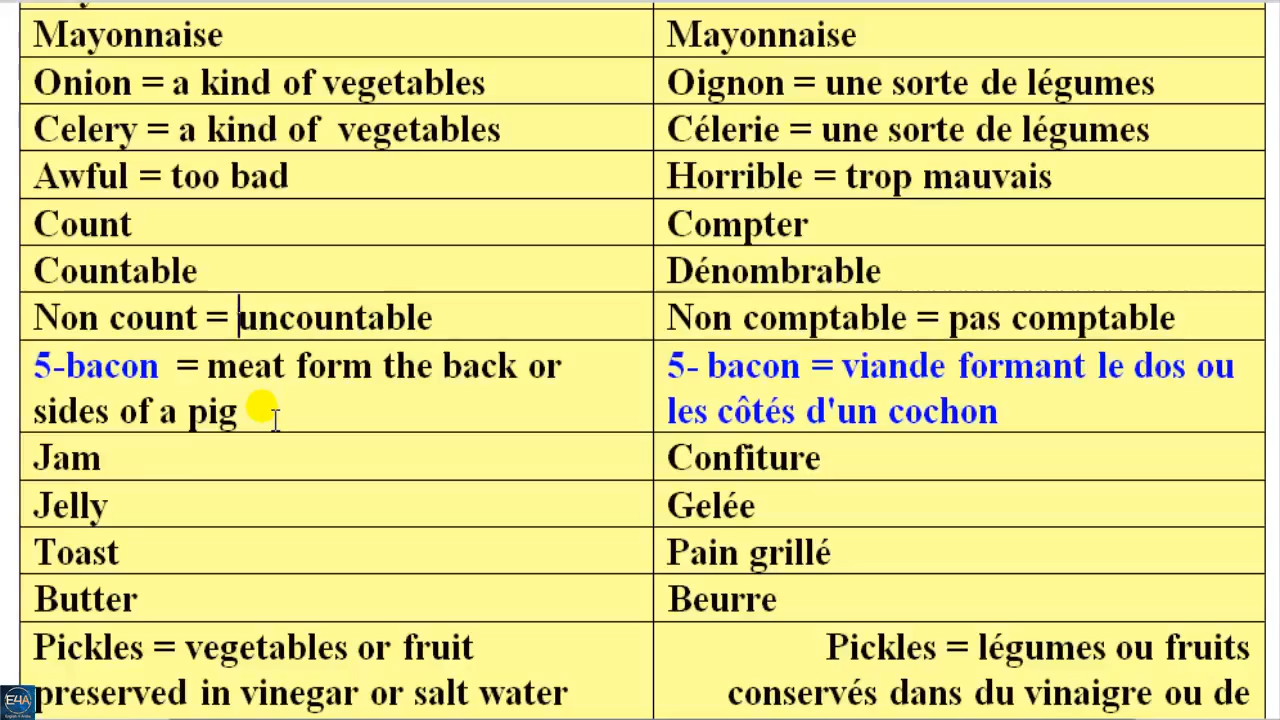 Mayonnaise
Mayonnaise
Onion = a kind of vegetables
Oignon = une sorte de légumes
Celery = a kind of  vegetables
Célerie = une sorte de légumes
Awful = too bad
Horrible = trop mauvais
Count
Compter
Countable
Dénombrable
Non count = uncountable
Non comptable = pas comptable
5-bacon  = meat form the back or
sides of a pig
5- bacon = viande formant le dos ou
les côtés d'un cochon
Jam
Confiture
Jelly
Gelée
Toast
Pain grillé
Butter
Beurre
Pickles = vegetables or fruit
preserved in vinegar or salt water
Pickles = légumes ou fruits
conservés dans du vinaigre ou de
E4A